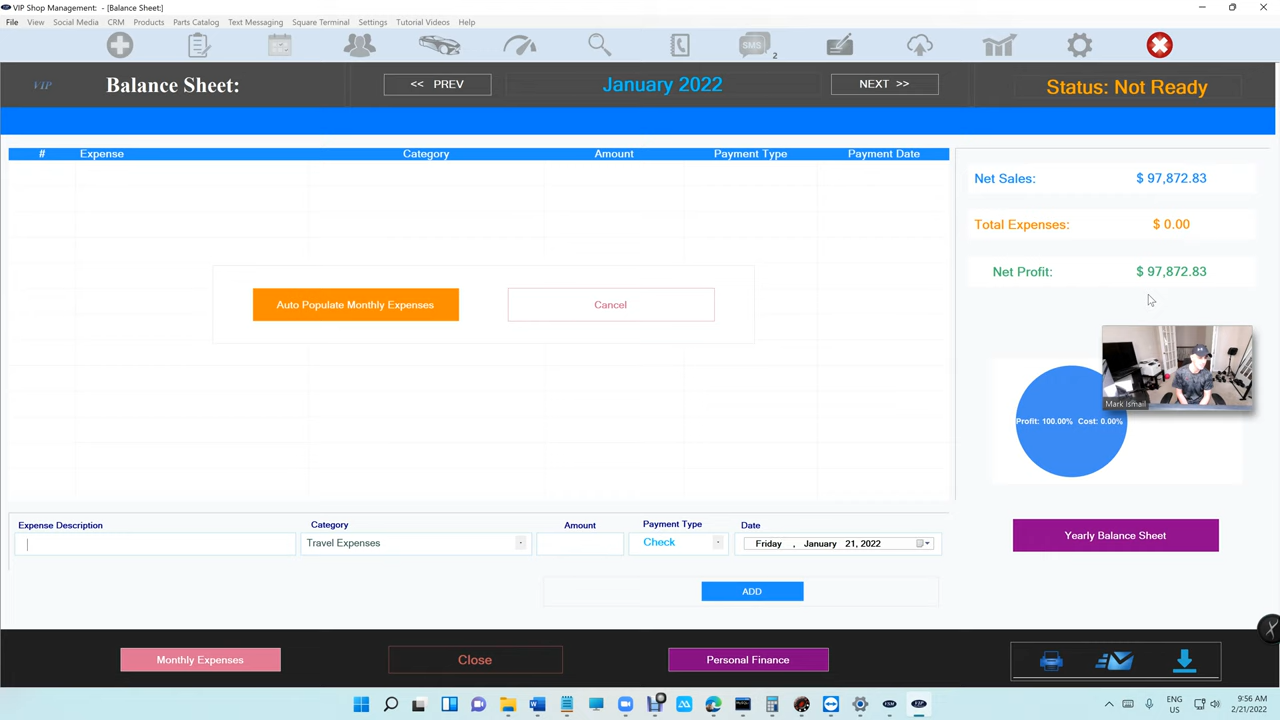 VIP Shop Management: - [Balance Sheet:]
File View Social Media CRM Products Parts Catalog Text Messaging Square Terminal Settings Tutorial Videos Help
SMS 2
VIP Balance Sheet: << PREV January 2022 NEXT >> Status: Not Ready
# Expense Category Amount Payment Type Payment Date
Net Sales: $ 97,872.83
Total Expenses: $ 0.00
Net Profit: $ 97,872.83
Auto Populate Monthly Expenses Cancel
Mark Ismail
Profit: 100.00% Cost: 0.00%
Expense Description Category Amount Payment Type Date
Travel Expenses Check Friday , January 21, 2022
Yearly Balance Sheet
ADD
Monthly Expenses Close Personal Finance
ENG
US
9:56 AM
2/21/2022